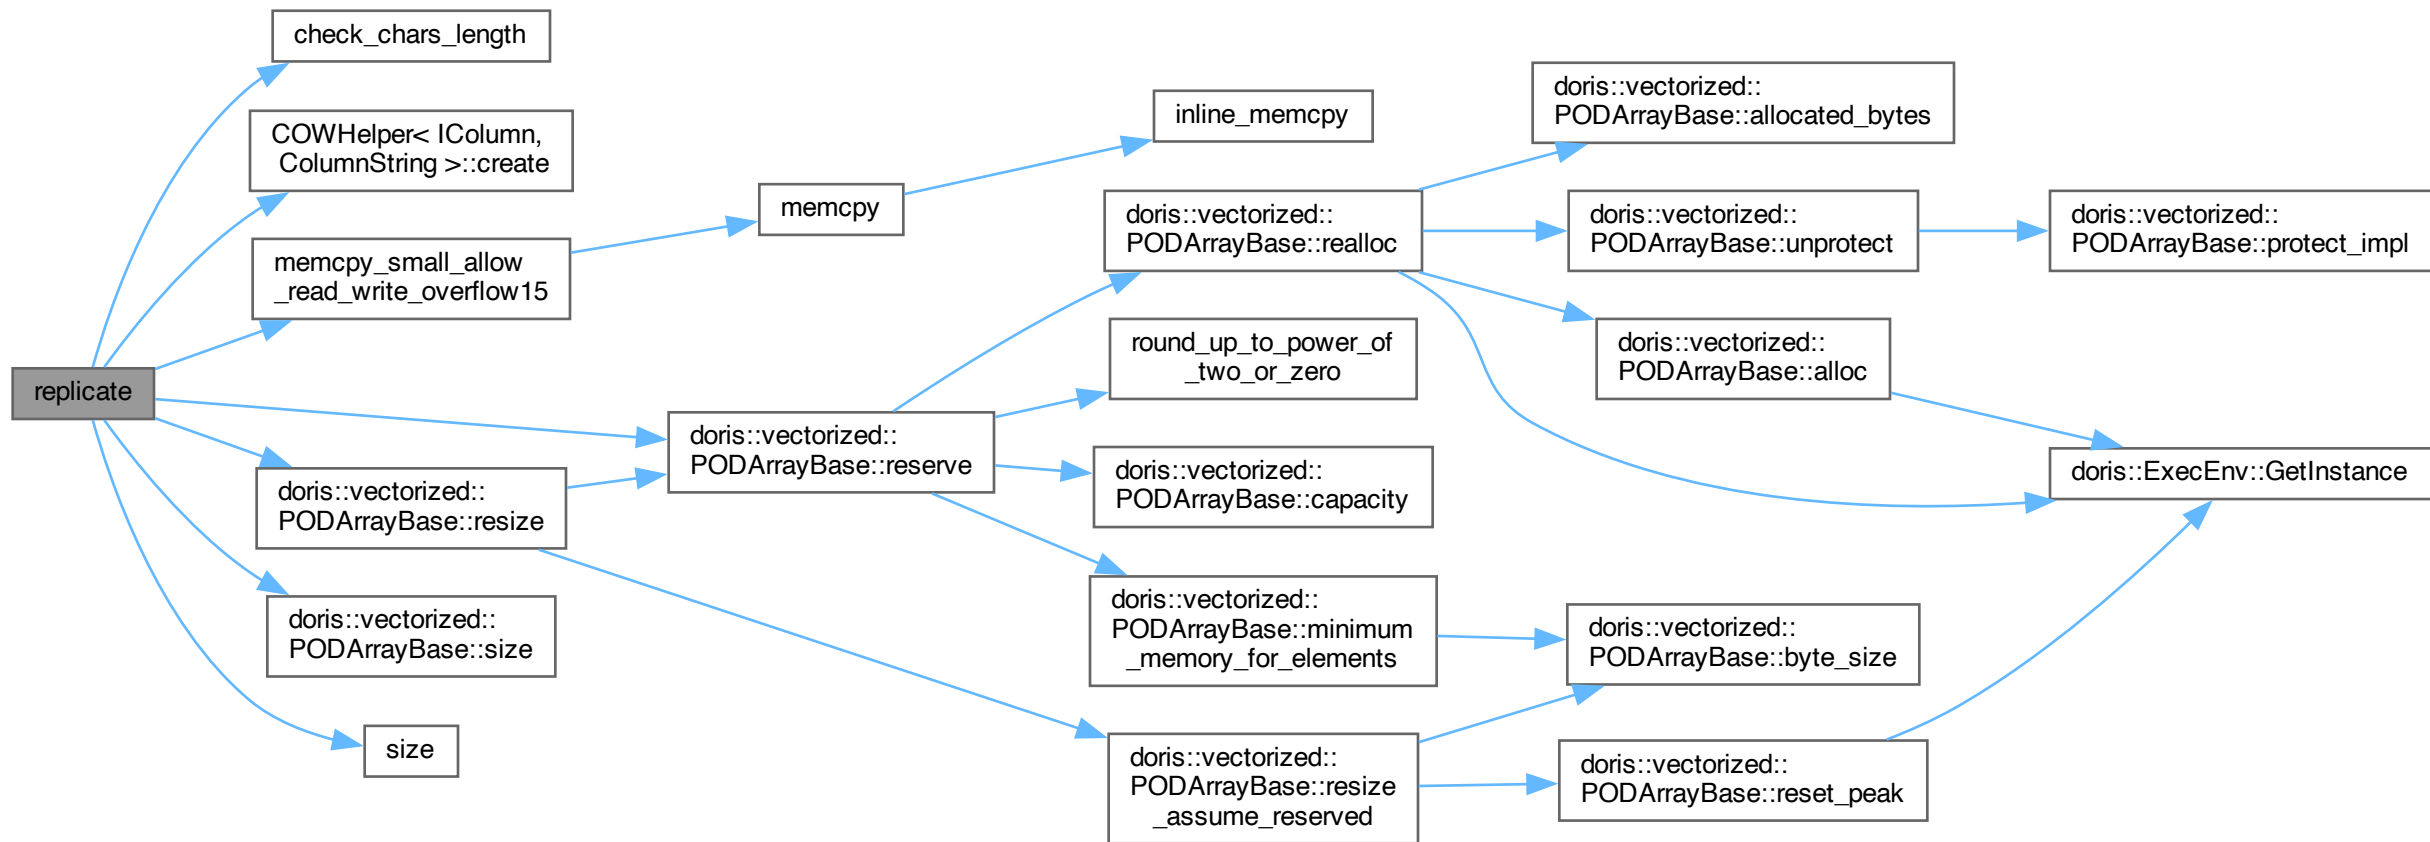 check_chars_length
COWHelper< IColumn,
ColumnString >::create
memcpy_small_allow
_read_write_overflow15
replicate
doris::vectorized::
PODArrayBase::resize
doris::vectorized::
PODArrayBase::size
size
memcpy
doris::vectorized::
PODArrayBase::reserve
inline_memcpy
doris::vectorized::
PODArrayBase::realloc
round_up_to_power_of
_two_or_zero
doris::vectorized::
PODArrayBase::capacity
doris::vectorized::
PODArrayBase::minimum
_memory_for_elements
doris::vectorized::
PODArrayBase::resize
_assume_reserved
doris::vectorized::
PODArrayBase::allocated_bytes
doris::vectorized::
PODArrayBase::unprotect
doris::vectorized::
PODArrayBase::alloc
doris::vectorized::
PODArrayBase::byte_size
doris::vectorized::
PODArrayBase::reset_peak
doris::vectorized::
PODArrayBase::protect_impl
doris::ExecEnv::GetInstance